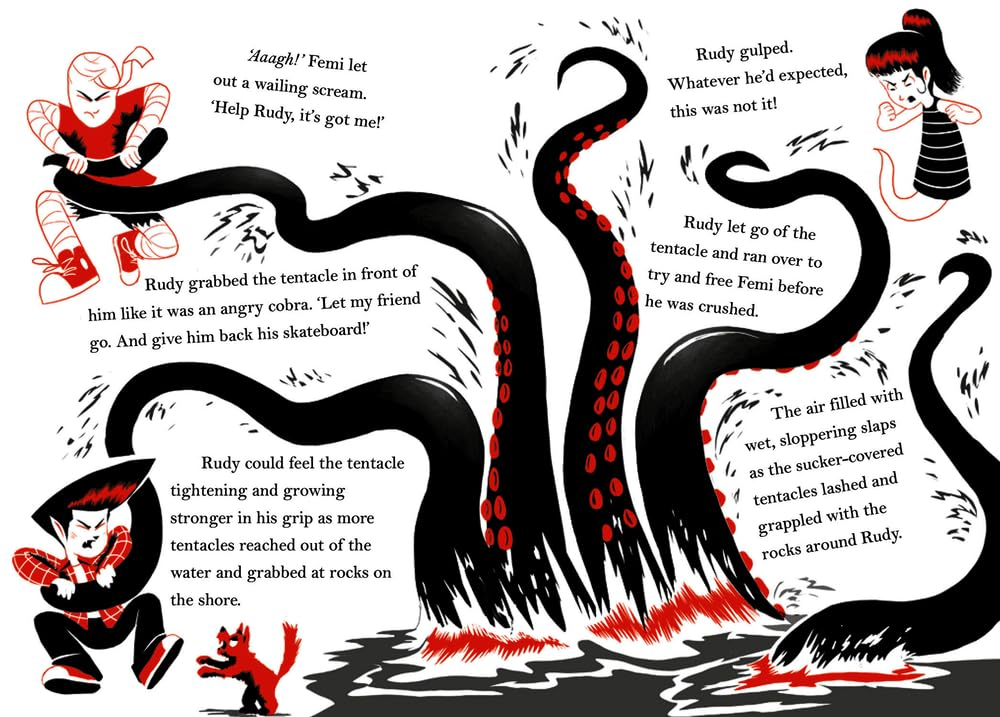 ‘Aaagh!’ Femi let
out a wailing scream.
‘Help Rudy, it’s got me!’
Rudy gulped.
Whatever he’d expected,
this was not it!
Rudy grabbed the tentacle in front of
him like it was an angry cobra. ‘Let my friend
go. And give him back his skateboard!’
Rudy let go of the
tentacle and ran over to
try and free Femi before
he was crushed.
Rudy could feel the tentacle
tightening and growing
stronger in his grip as more
tentacles reached out of the
water and grabbed at rocks on
the shore.
The air filled with
wet, sloppering slaps
as the sucker-covered
tentacles lashed and
grappled with the
rocks around Rudy.